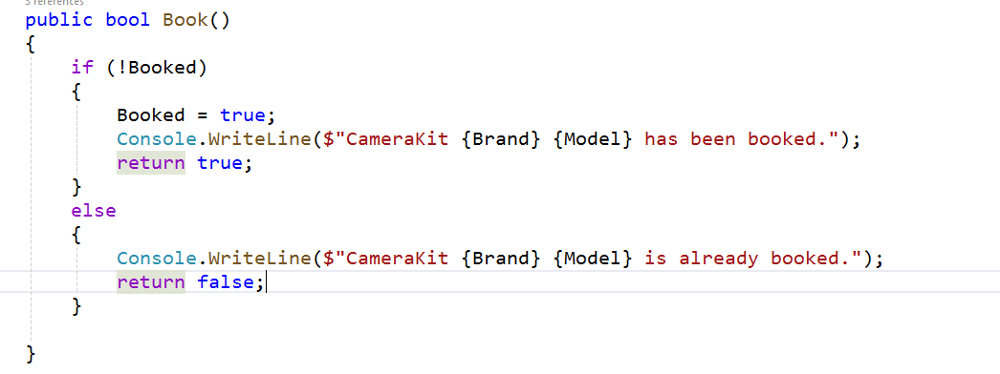 3 references
public bool Book()
{
    if (!Booked)
    {
        Booked = true;
        Console.WriteLine($"CameraKit {Brand} {Model} has been booked.");
        return true;
    }
    else
    {
        Console.WriteLine($"CameraKit {Brand} {Model} is already booked.");
        return false;
    }
}